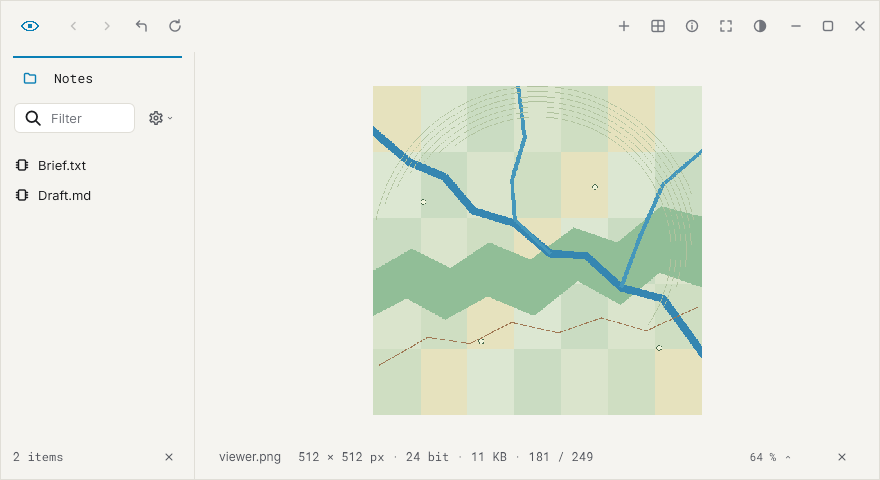 Notes
Filter
Brief.txt
Draft.md
2 items
viewer.png 512 × 512 px · 24 bit · 11 KB · 181 / 249
64 %